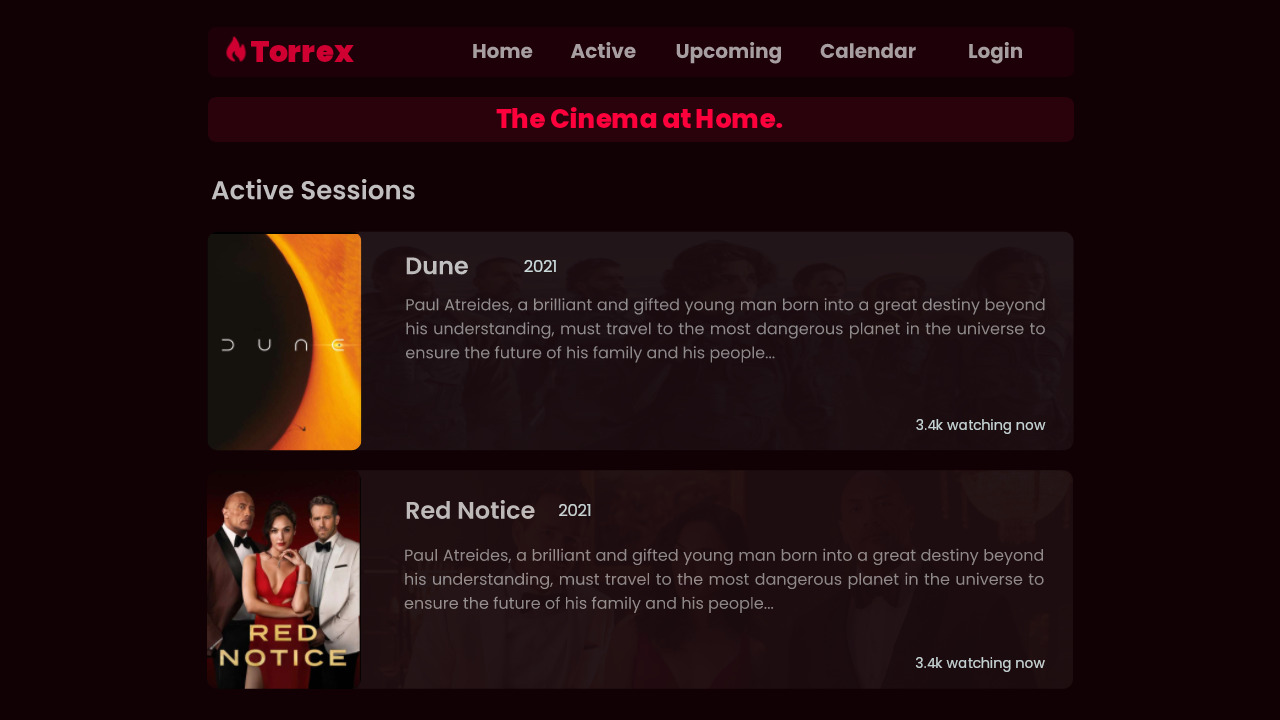 Torrex Home Active Upcoming Calendar Login
The Cinema at Home.
Active Sessions
DUNE
Dune 2021
Paul Atreides, a brilliant and gifted young man born into a great destiny beyond
his understanding, must travel to the most dangerous planet in the universe to
ensure the future of his family and his people...
3.4k watching now
RED
NOTICE
Red Notice 2021
Paul Atreides, a brilliant and gifted young man born into a great destiny beyond
his understanding, must travel to the most dangerous planet in the universe to
ensure the future of his family and his people...
3.4k watching now